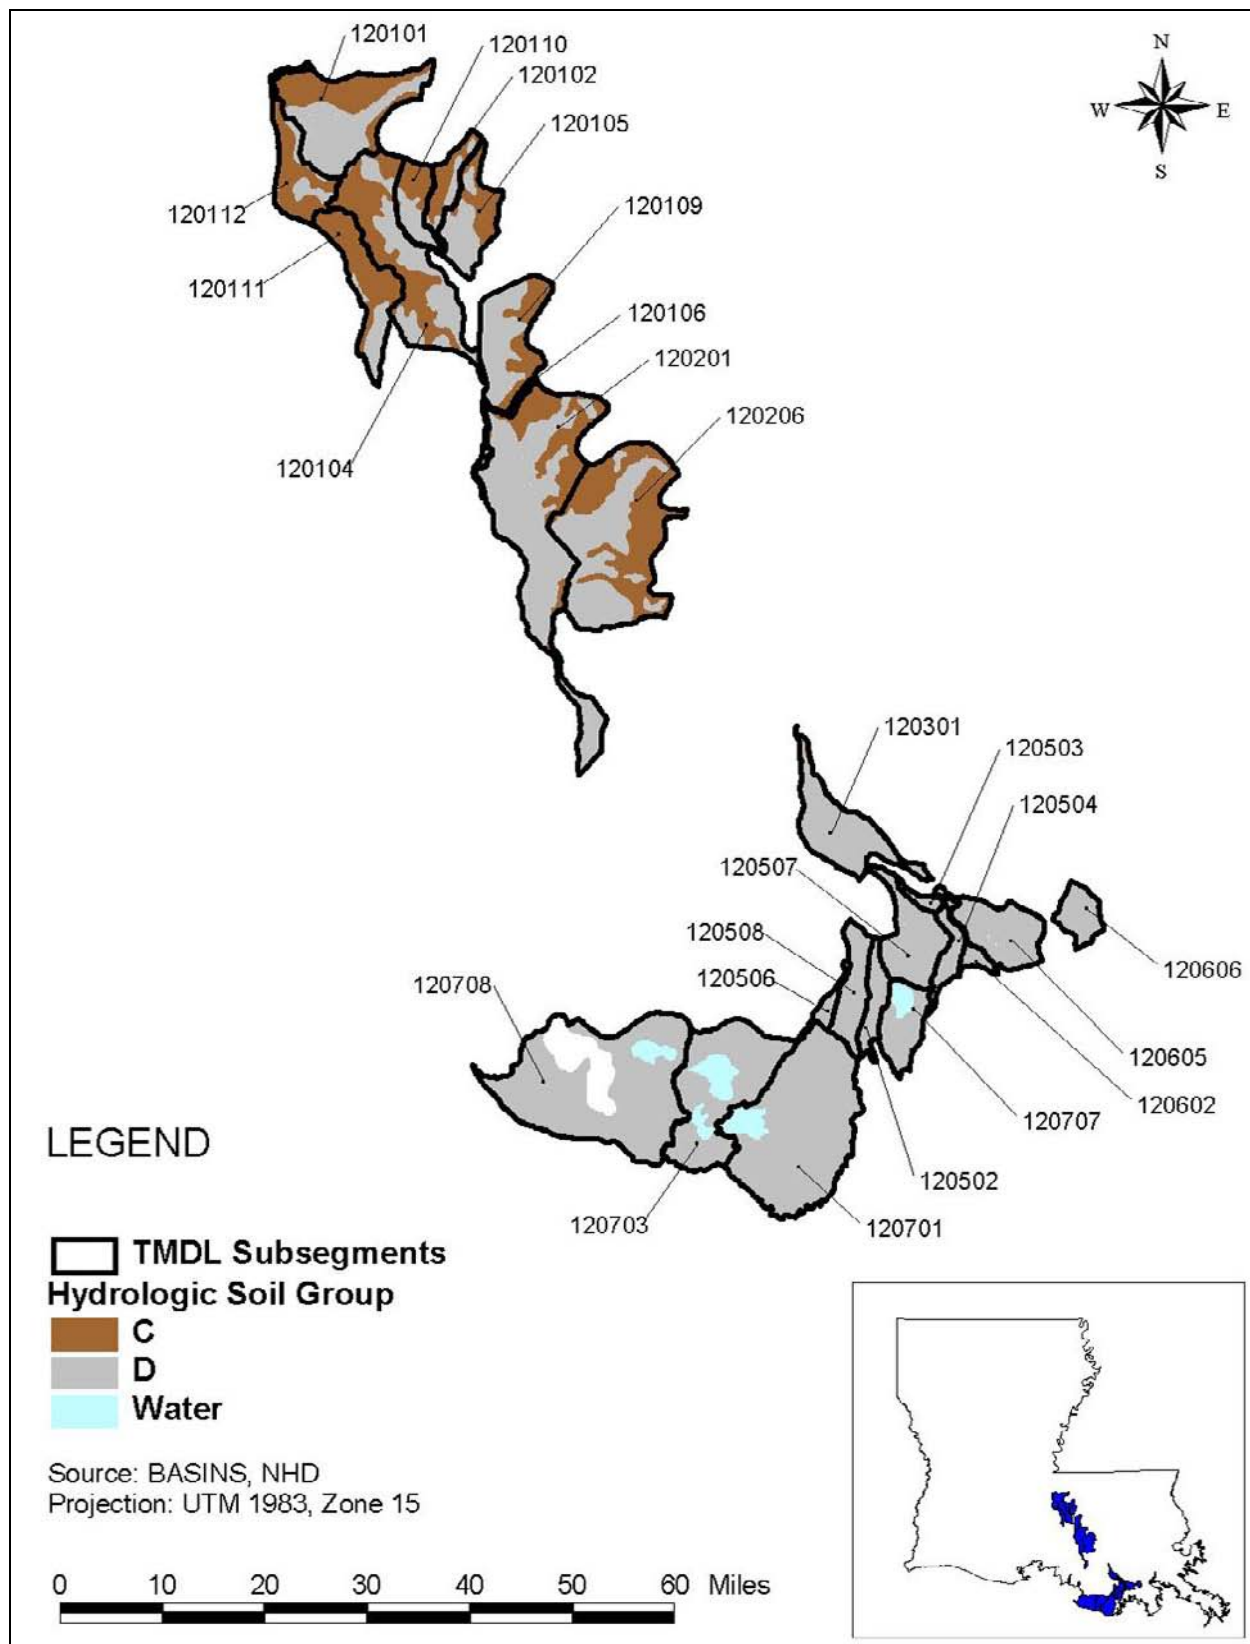 120101
120110
120102
120105
N
W E
S
120112
120109
120111
120106
120201
120206
120104
120301
120503
120504
120507
120508
120506
120708
120606
120605
120602
120707
120502
120703
120701
LEGEND
TMDL Subsegments
Hydrologic Soil Group
C
D
Water
Source: BASINS, NHD
Projection: UTM 1983, Zone 15
0 10 20 30 40 50 60 Miles